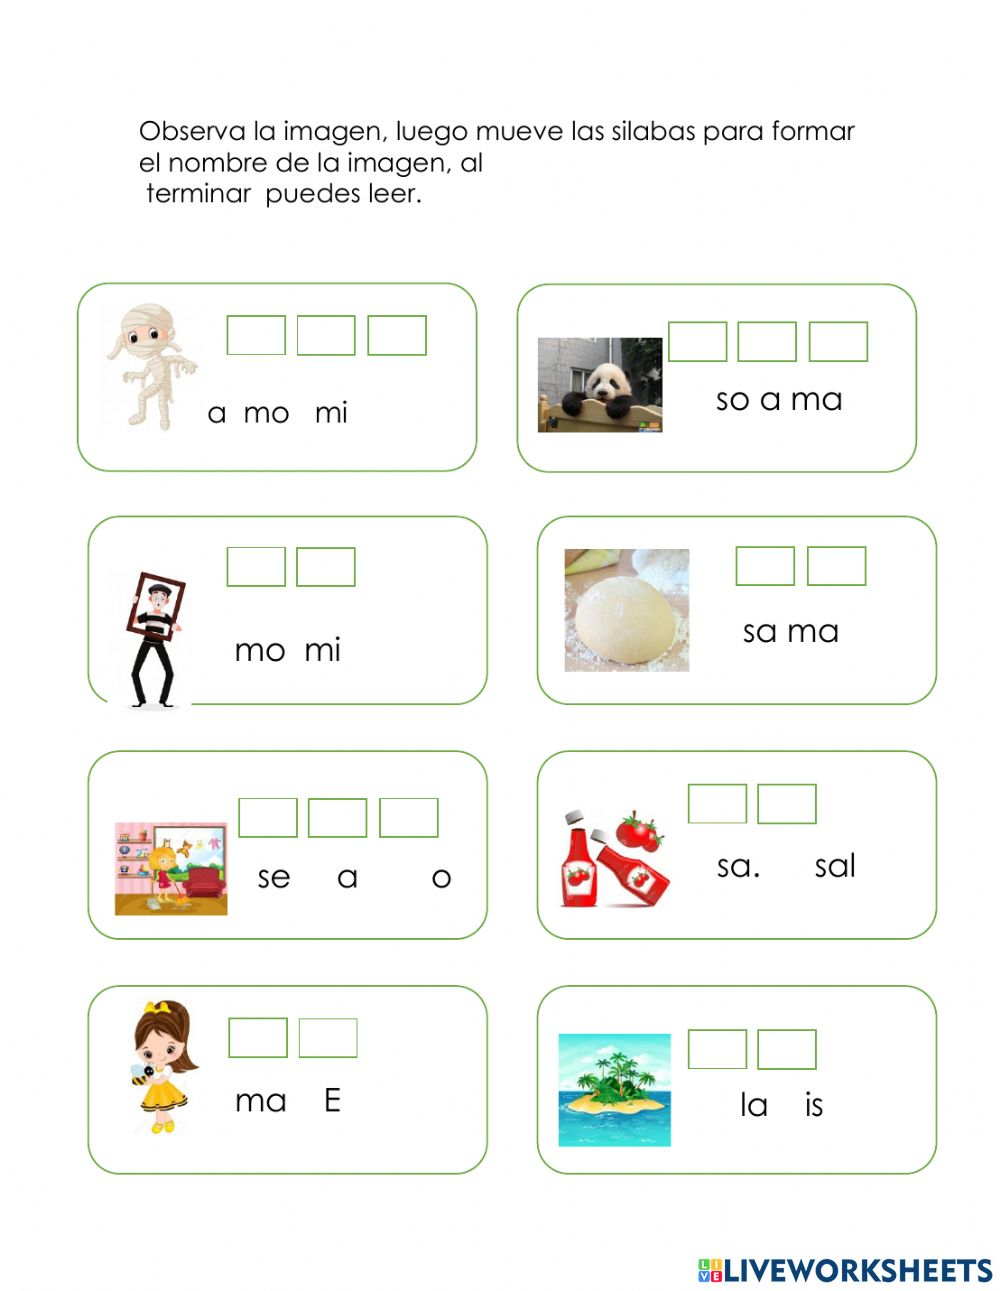 Observa la imagen, luego mueve las silabas para formar
el nombre de la imagen, al
terminar puedes leer.
a mo mi
so a ma
mo mi
sa ma
se a o
sa. sal
ma E
la is
LIVE LIVEWORKSHEETS